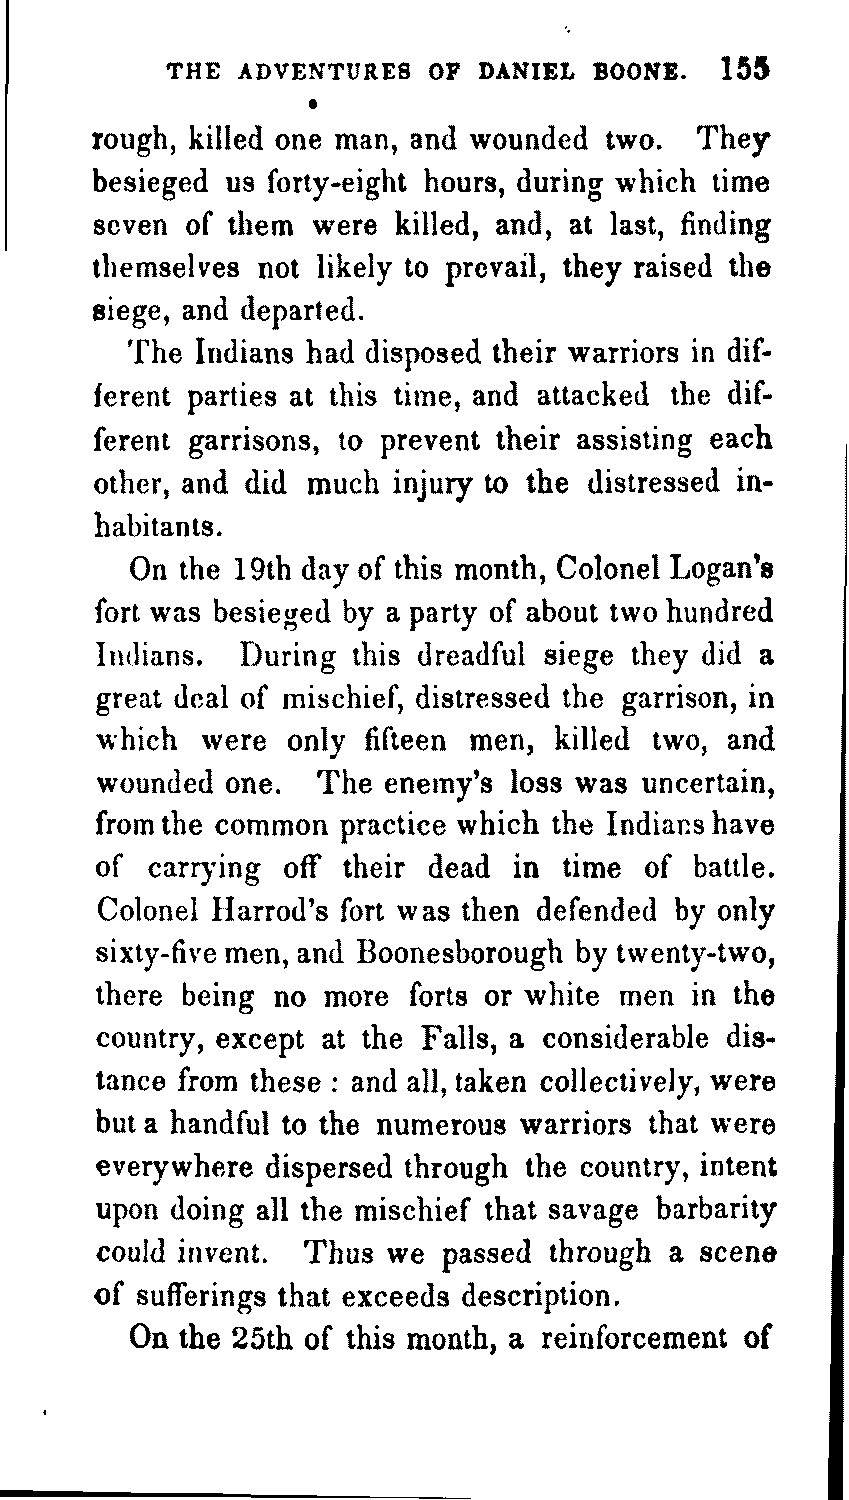 THE ADVENTURES OF DANIEL BOONE. 155
rough, killed one man, and wounded two. They
besieged us forty-eight hours, during which time
seven of them were killed, and, at last, finding
themselves not likely to prevail, they raised the
siege, and departed.
The Indians had disposed their warriors in dif-
ferent parties at this time, and attacked the dif-
ferent garrisons, to prevent their assisting each
other, and did much injury to the distressed in-
habitants.
On the 19th day of this month, Colonel Logan's
fort was besieged by a party of about two hundred
Indians. During this dreadful siege they did a
great deal of mischief, distressed the garrison, in
which were only fifteen men, killed two, and
wounded one. The enemy's loss was uncertain,
from the common practice which the Indians have
of carrying off their dead in time of battle.
Colonel Harrod's fort was then defended by only
sixty-five men, and Boonesborough by twenty-two,
there being no more forts or white men in the
country, except at the Falls, a considerable dis-
tance from these : and all, taken collectively, were
but a handful to the numerous warriors that were
everywhere dispersed through the country, intent
upon doing all the mischief that savage barbarity
could invent. Thus we passed through a scene
of sufferings that exceeds description.
On the 25th of this month, a reinforcement of